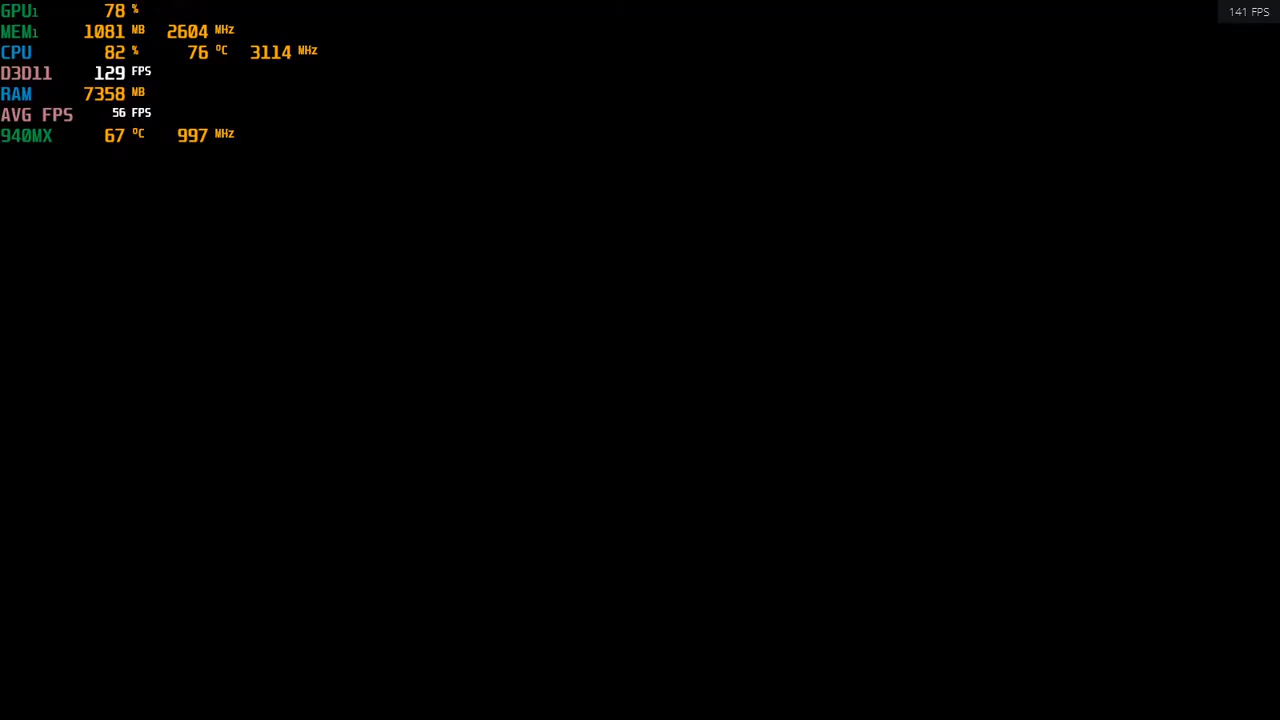 GPU1 78 % 141 FPS
MEM1 1081 MB 2604 MHz
CPU 82 % 76 °C 3114 MHz
D3D11 129 FPS
RAM 7358 MB
AVG FPS 56 FPS
940MX 67 °C 997 MHz